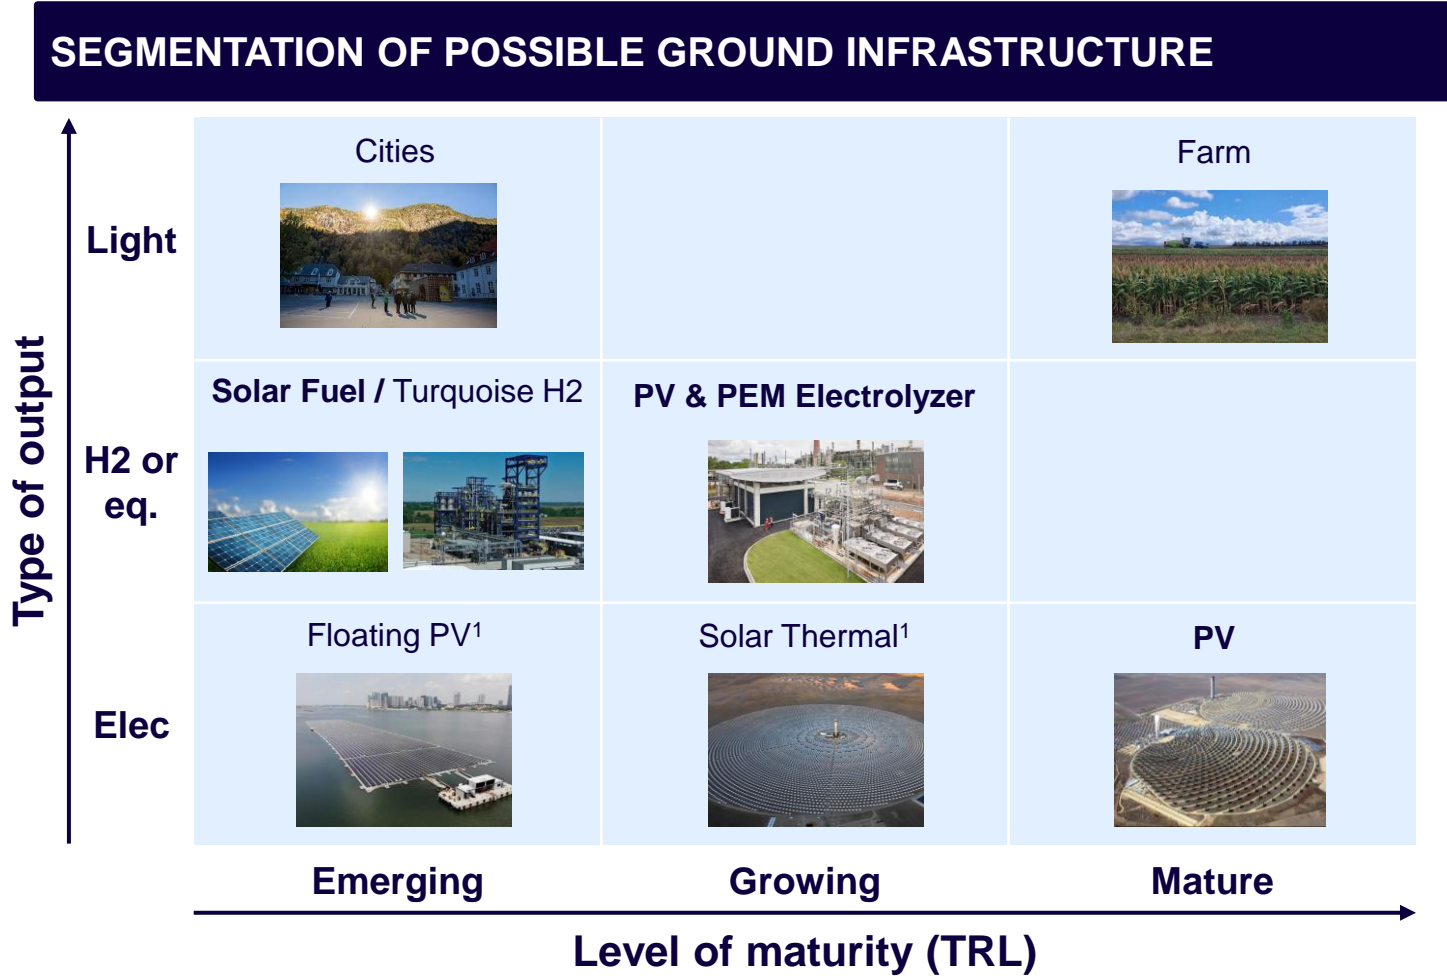 SEGMENTATION OF POSSIBLE GROUND INFRASTRUCTURE
Type of output
Light
Cities
Farm
H2 or
eq.
Solar Fuel / Turquoise H2
PV & PEM Electrolyzer
Elec
Floating PV¹
Solar Thermal¹
PV
Emerging
Growing
Mature
Level of maturity (TRL)